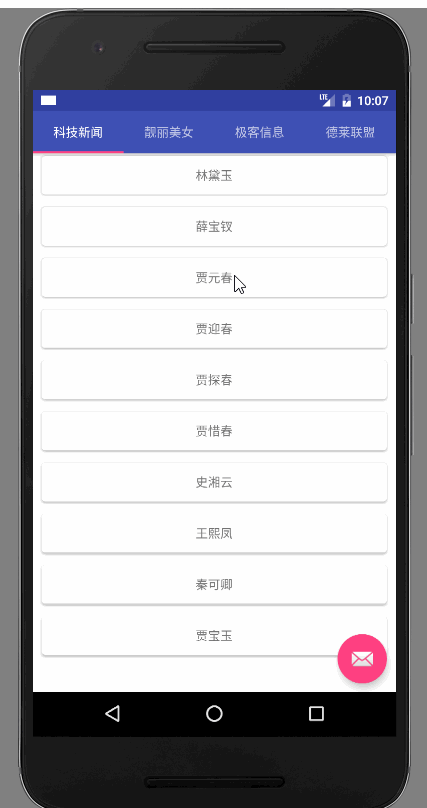 LTE 10:07
科技新闻 靓丽美女 极客信息 德莱联盟
林黛玉
薛宝钗
贾元春
贾迎春
贾探春
贾惜春
史湘云
王熙凤
秦可卿
贾宝玉